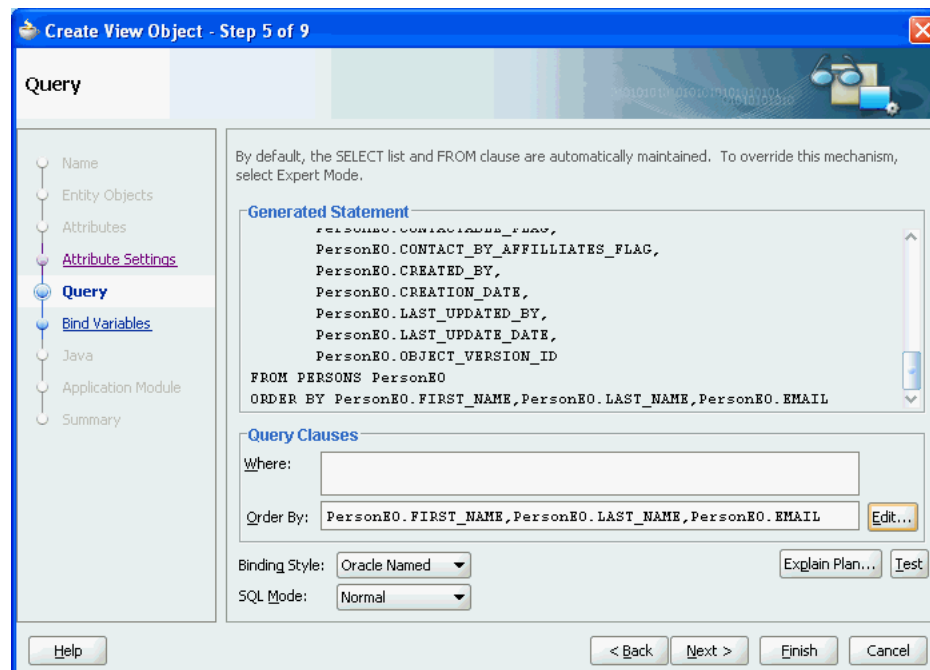 Create View Object - Step 5 of 9
Query
Name
Entity Objects
Attributes
Attribute Settings
Query
Bind Variables
Java
Application Module
Summary
By default, the SELECT list and FROM clause are automatically maintained. To override this mechanism,
select Expert Mode.
Generated Statement
PersonEO.CONTACTABLE_FLAG,
PersonEO.CONTACT_BY_AFFILLIATES_FLAG,
PersonEO.CREATED_BY,
PersonEO.CREATION_DATE,
PersonEO.LAST_UPDATED_BY,
PersonEO.LAST_UPDATE_DATE,
PersonEO.OBJECT_VERSION_ID
FROM PERSONS PersonEO
ORDER BY PersonEO.FIRST_NAME,PersonEO.LAST_NAME,PersonEO.EMAIL
Query Clauses
Where:
Order By: PersonEO.FIRST_NAME,PersonEO.LAST_NAME,PersonEO.EMAIL Edit...
Binding Style: Oracle Named Explain Plan... Test
SQL Mode: Normal
Help < Back Next > Finish Cancel